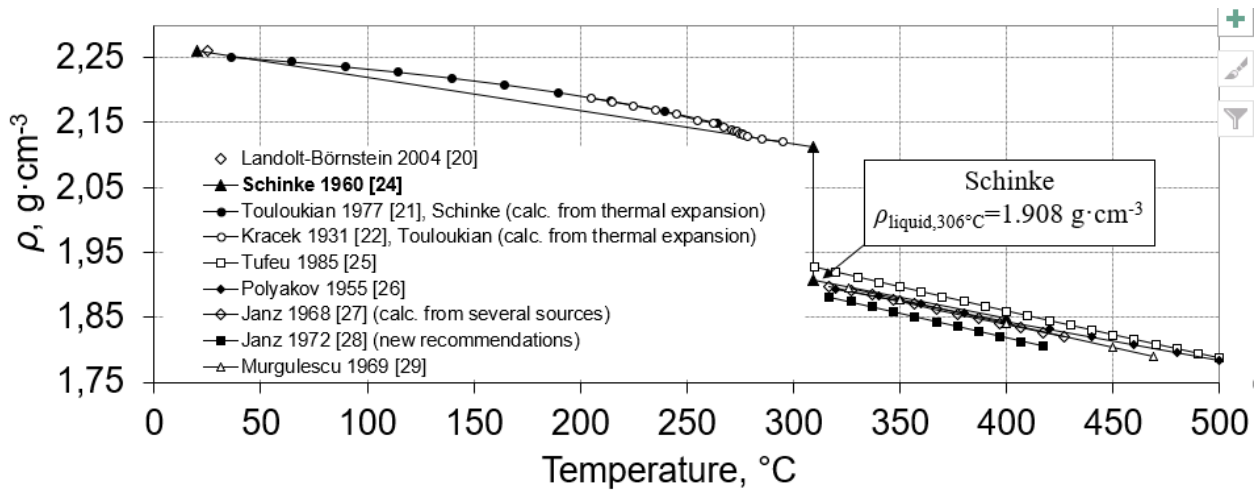 2,25
2,15
2,05
1,95
1,85
1,75
ρ, g·cm-3
Landolt-Börnstein 2004 [20]
Schinke 1960 [24]
Touloukian 1977 [21], Schinke (calc. from thermal expansion)
Kracek 1931 [22], Touloukian (calc. from thermal expansion)
Tufeu 1985 [25]
Polyakov 1955 [26]
Janz 1968 [27] (calc. from several sources)
Janz 1972 [28] (new recommendations)
Murgulescu 1969 [29]
Schinke
ρliquid,306°C=1.908 g·cm-3
0 50 100 150 200 250 300 350 400 450 500
Temperature, °C